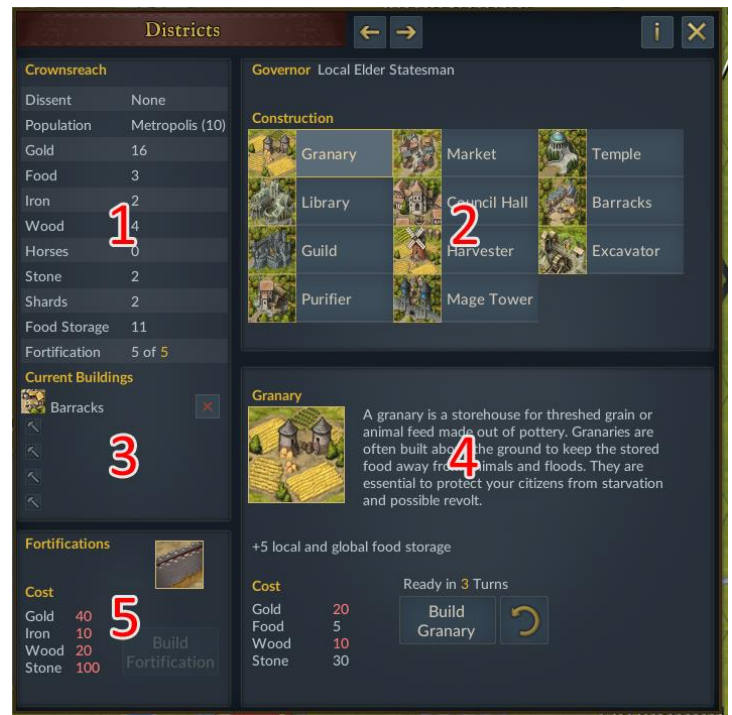 Districts
← →
i
Crownsreach
Dissent None
Population Metropolis (10)
Gold 16
Food 3
Iron 2
Wood 4
Horses 0
Stone 2
Shards 2
Food Storage 11
Fortification 5 of 5
1
Current Buildings
Barracks
3
Fortifications
Cost
Gold 40
Iron 10
Wood 20
Stone 100
Build
Fortification
5
Governor Local Elder Statesman
Construction
Granary Market Temple
Library Council Hall Barracks
Guild Harvester Excavator
Purifier Mage Tower
2
Granary
A granary is a storehouse for threshed grain or
animal feed made out of pottery. Granaries are
often built above the ground to keep the stored
food away from animals and floods. They are
essential to protect your citizens from starvation
and possible revolt.
4
+5 local and global food storage
Cost
Gold 20
Food 5
Wood 10
Stone 30
Ready in 3 Turns
Build
Granary